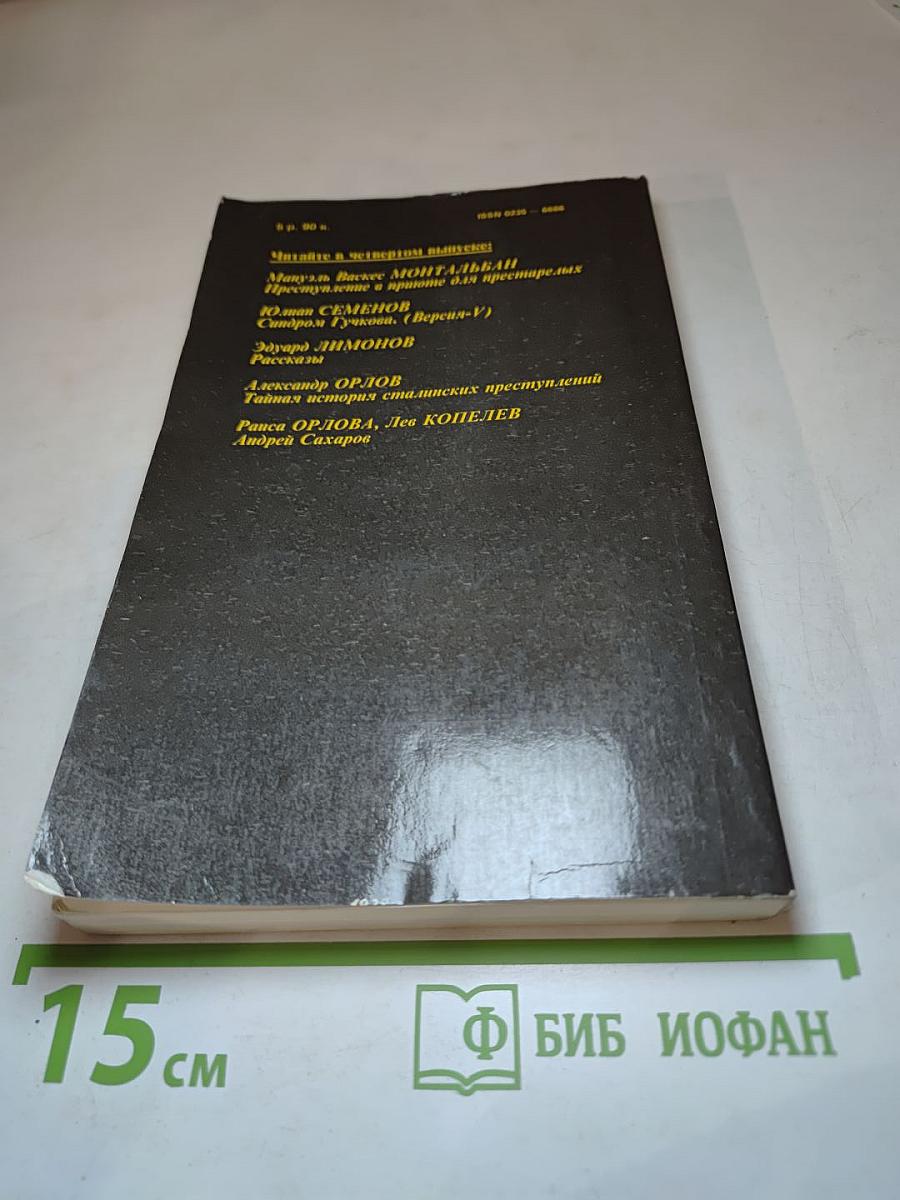 5 р. 90 к.
ISSN 0235 — 6686
Читайте в четвертом выпуске:
Мануэль Васкес МОНТАЛЬБАН
Преступление в приюте для престарелых
Юлиан СЕМЕНОВ
Синдром Гучкова. (Версия-V)
Эдуард ЛИМОНОВ
Рассказы
Александр ОРЛОВ
Тайная история сталинских преступлений
Раиса ОРЛОВА, Лев КОПЕЛЕВ
Андрей Сахаров
15 см
Ф БИБ ИОФАН